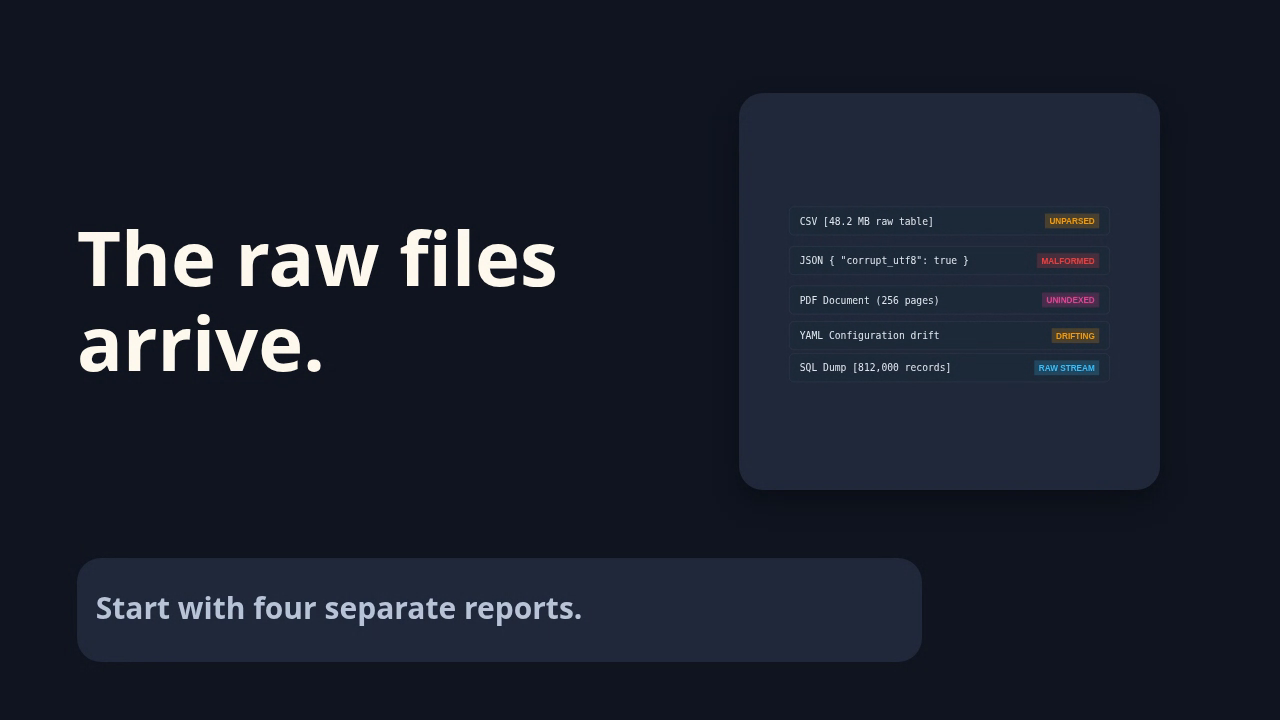 The raw files
arrive.
CSV [48.2 MB raw table] UNPARSED
JSON { "corrupt_utf8": true } MALFORMED
PDF Document (256 pages) UNINDEXED
YAML Configuration drift DRIFTING
SQL Dump [812,000 records] RAW STREAM
Start with four separate reports.